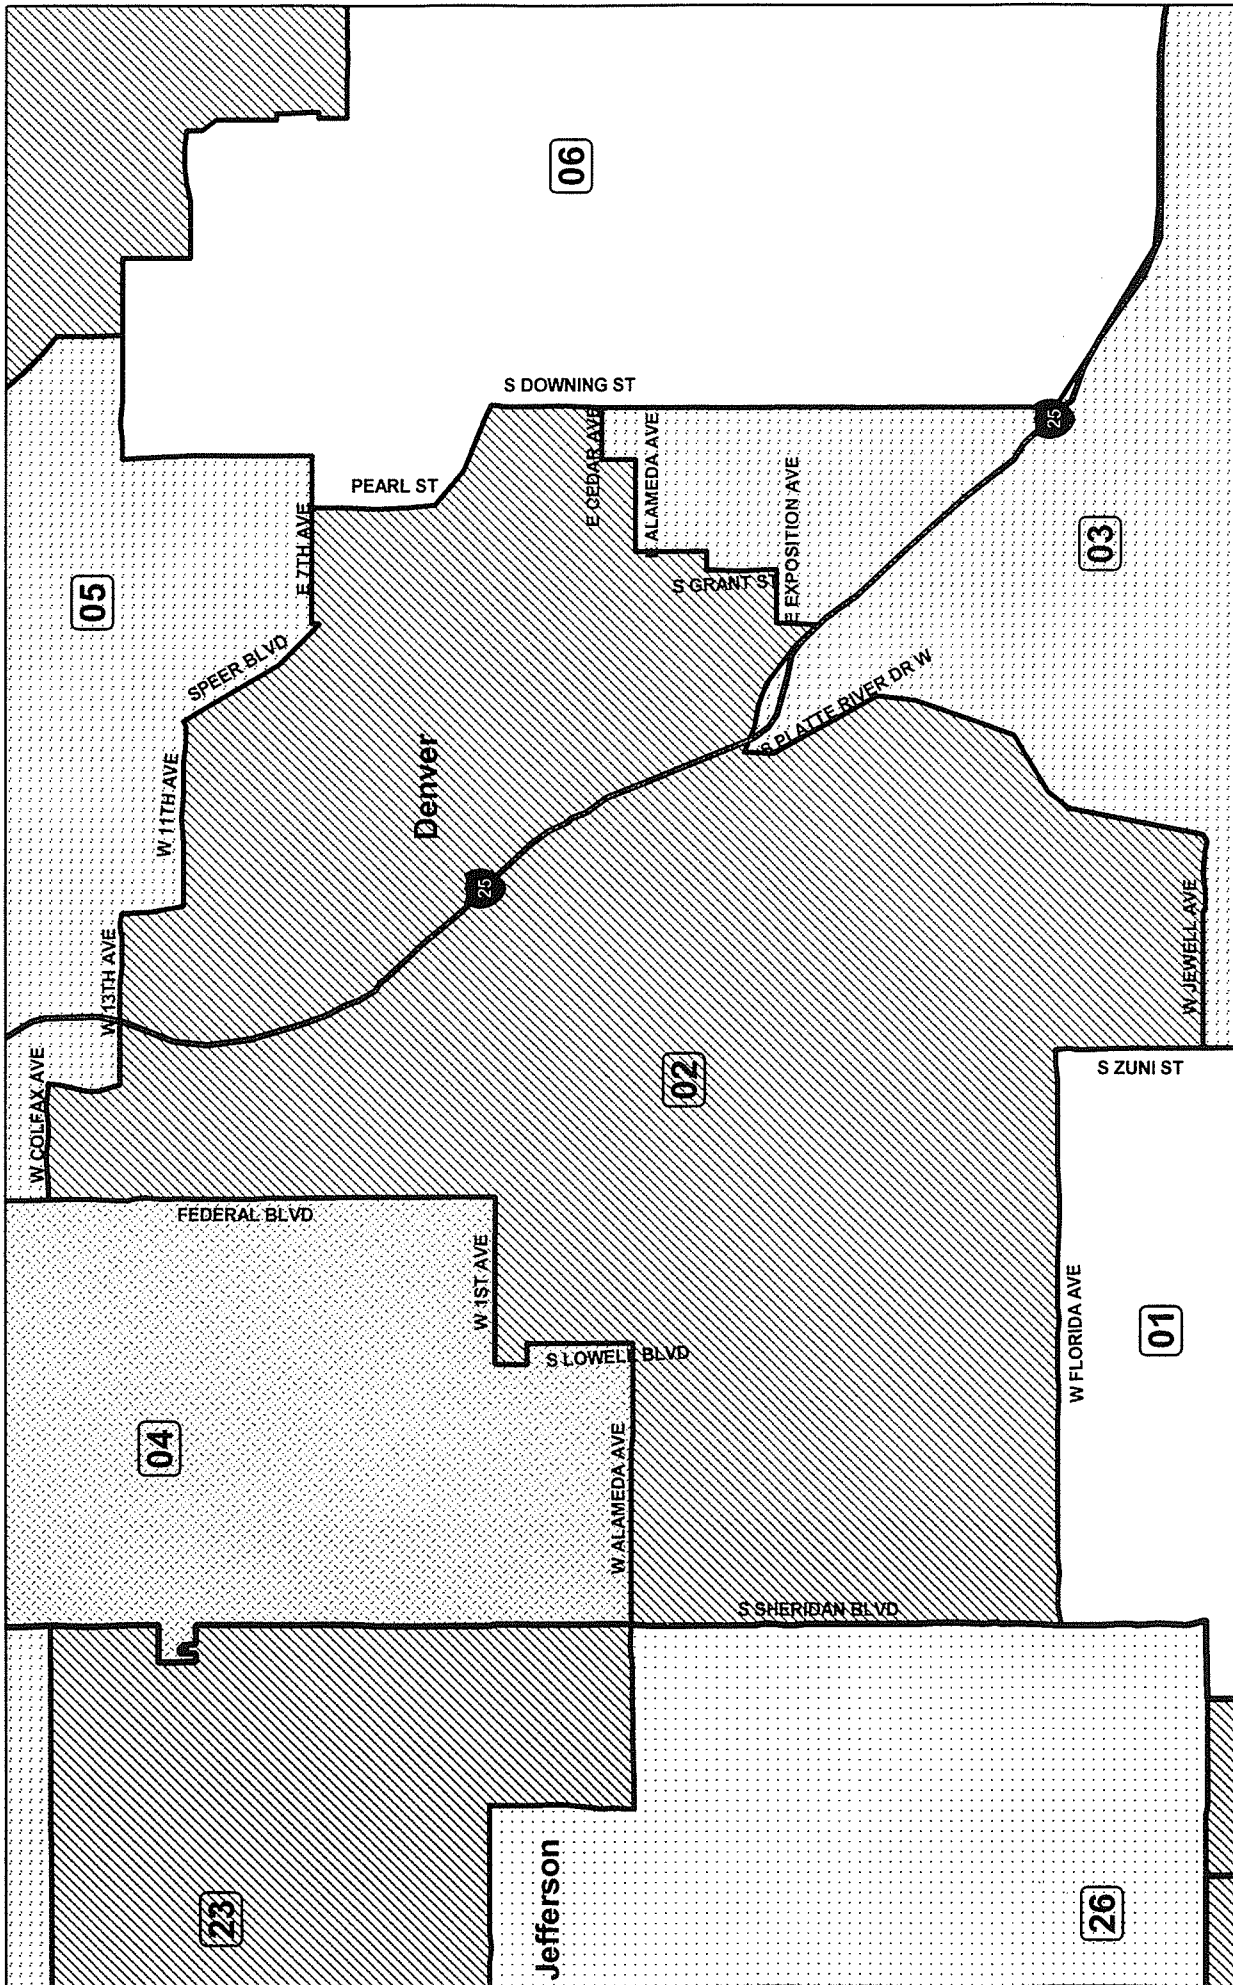 06
S DOWNING ST
E CEDAR AVE
E ALAMEDA AVE
E EXPOSITION AVE
25
PEARL ST
E 7TH AVE
S GRANT ST
03
05
SPEER BLVD
S PLATTE RIVER DR W
W 11TH AVE
Denver
25
W 13TH AVE
W JEWELL AVE
W COLFAX AVE
02
S ZUNI ST
FEDERAL BLVD
W 1ST AVE
W FLORIDA AVE
01
S LOWELL BLVD
04
W ALAMEDA AVE
S SHERIDAN BLVD
23
Jefferson
26